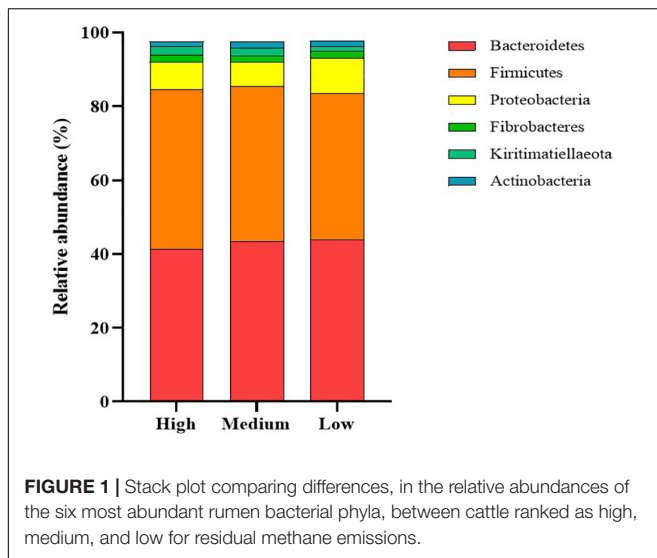 100
80
60
40
20
0
Relative abundance (%)
High
Medium
Low
Bacteroidetes
Firmicutes
Proteobacteria
Fibrobacteres
Kiritimatiellaeota
Actinobacteria
FIGURE 1 | Stack plot comparing differences, in the relative abundances of
the six most abundant rumen bacterial phyla, between cattle ranked as high,
medium, and low for residual methane emissions.